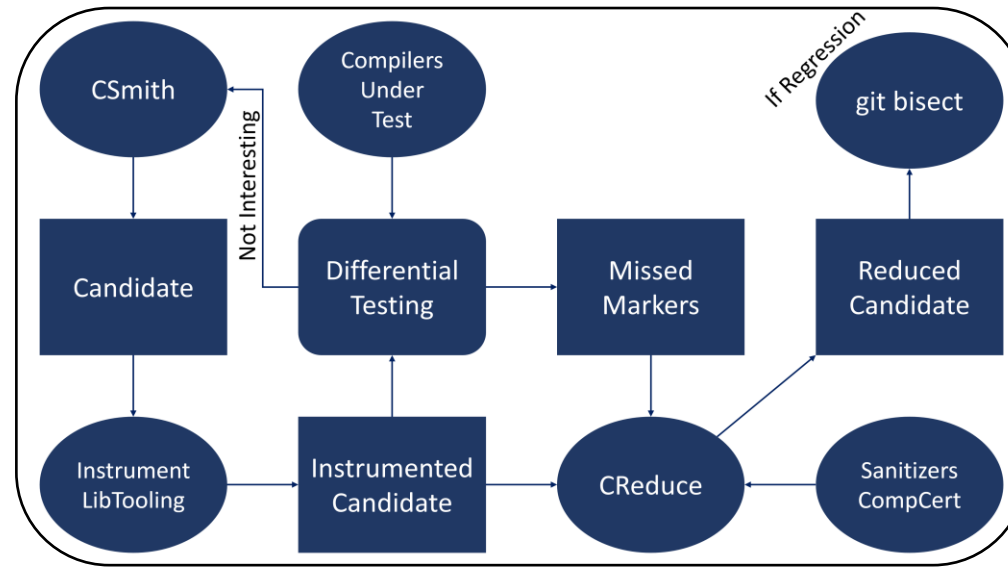 CSmith
Compilers
Under
Test
If Regression
git bisect
Not Interesting
Candidate
Differential
Testing
Missed
Markers
Reduced
Candidate
Instrument
LibTooling
Instrumented
Candidate
CReduce
Sanitizers
CompCert